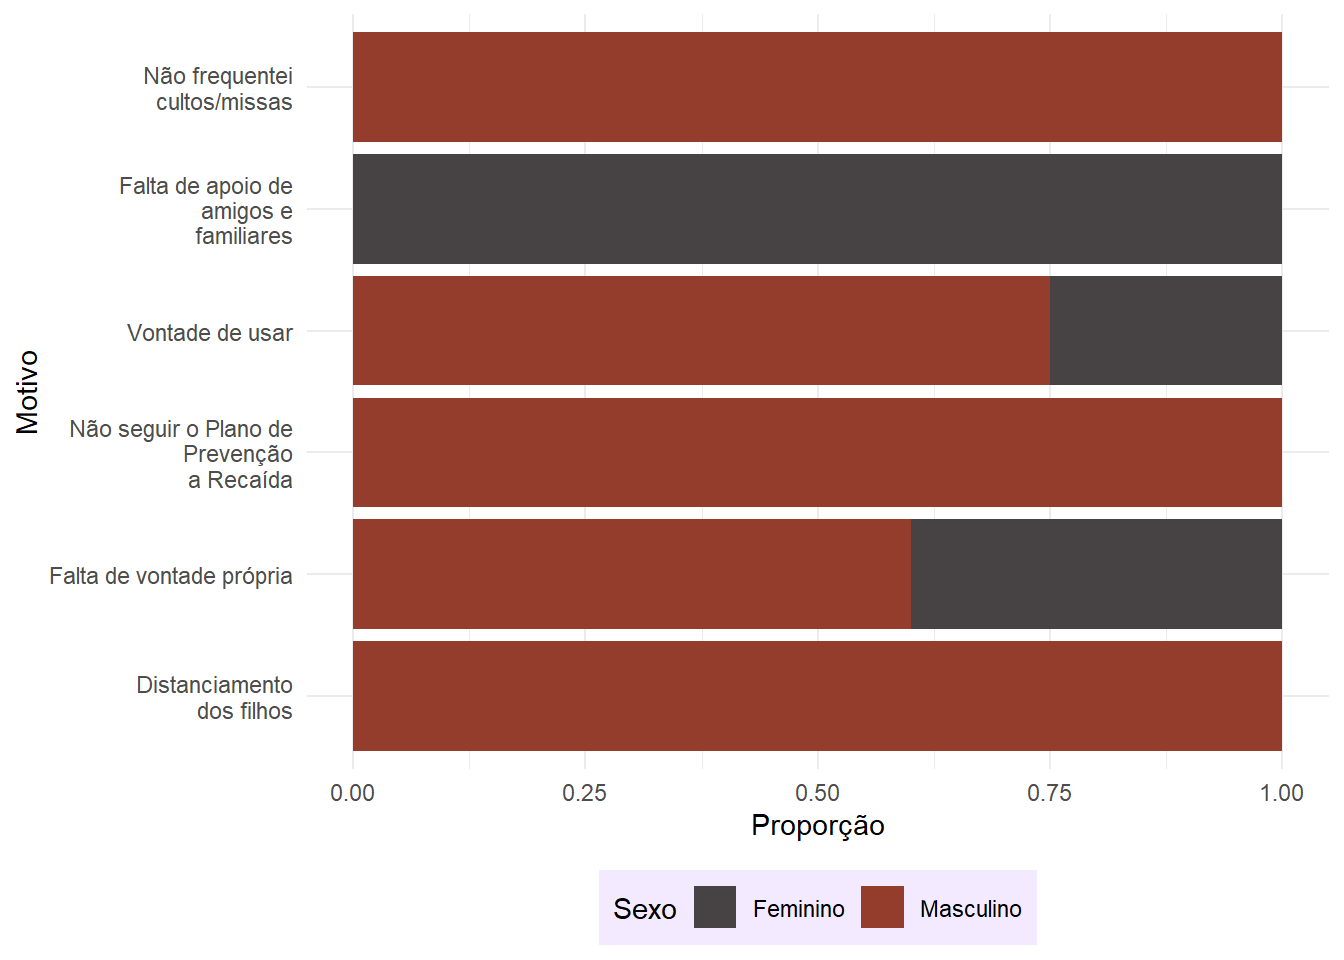 Não frequentei
cultos/missas
Falta de apoio de
amigos e
familiares
Vontade de usar
Não seguir o Plano de
Prevenção
a Recaída
Falta de vontade própria
Distanciamento
dos filhos
Motivo
0.00 0.25 0.50 0.75 1.00
Proporção
Sexo Feminino Masculino